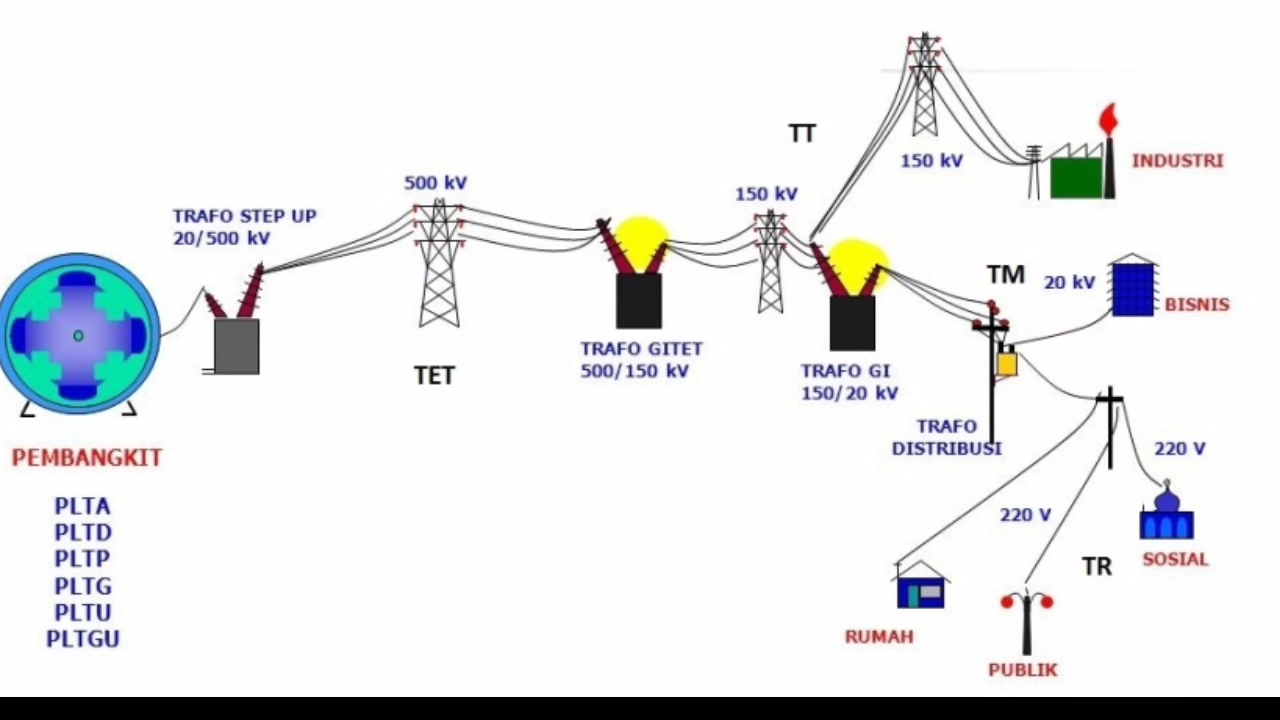 TT
150 kV
INDUSTRI
500 kV
150 kV
TRAFO STEP UP
20/500 kV
TM
20 kV
BISNIS
TRAFO GITET
500/150 kV
TET
TRAFO GI
150/20 kV
TRAFO
DISTRIBUSI
220 V
PEMBANGKIT
PLTA
PLTD
PLTP
PLTG
PLTU
PLTGU
220 V
TR
SOSIAL
RUMAH
PUBLIK